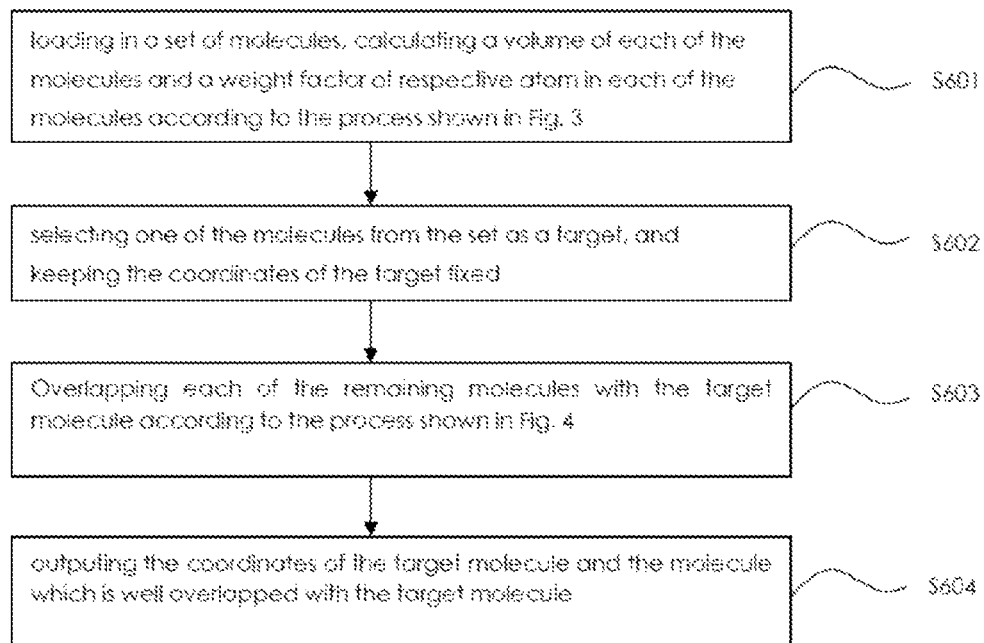 loading in a set of molecules, calculating a volume of each of the
molecules and a weight factor of respective atom in each of the
molecules according to the process shown in Fig. 3
S601
selecting one of the molecules from the set as a target, and
keeping the coordinates of the target fixed
S602
Overlapping each of the remaining molecules with the target
molecule according to the process shown in Fig. 4
S603
outputing the coordinates of the target molecule and the molecule
which is well overlapped with the target molecule
S604